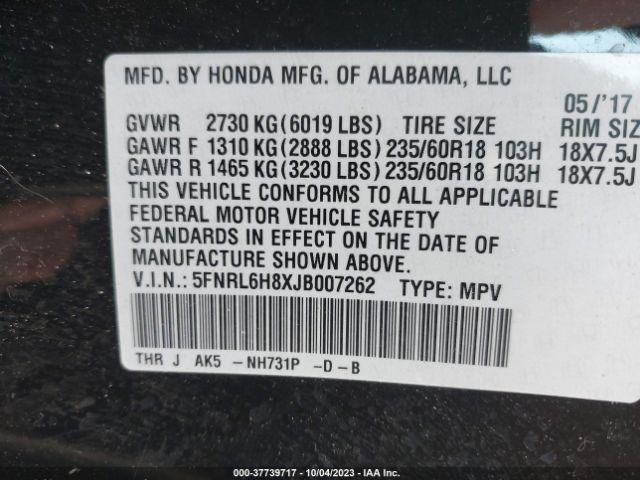 MFD. BY HONDA MFG. OF ALABAMA, LLC
05/'17
GVWR 2730 KG(6019 LBS) TIRE SIZE RIM SIZ
GAWR F 1310 KG(2888 LBS) 235/60R18 103H 18X7.5J
GAWR R 1465 KG(3230 LBS) 235/60R18 103H 18X7.5J
THIS VEHICLE CONFORMS TO ALL APPLICABLE
FEDERAL MOTOR VEHICLE SAFETY
STANDARDS IN EFFECT ON THE DATE OF
MANUFACTURE SHOWN ABOVE.
V.I.N.: 5FNRL6H8XJB007262 TYPE: MPV
THR J AK5 -NH731P -D-B
000-37739717 - 10/04/2023 - IAA Inc.